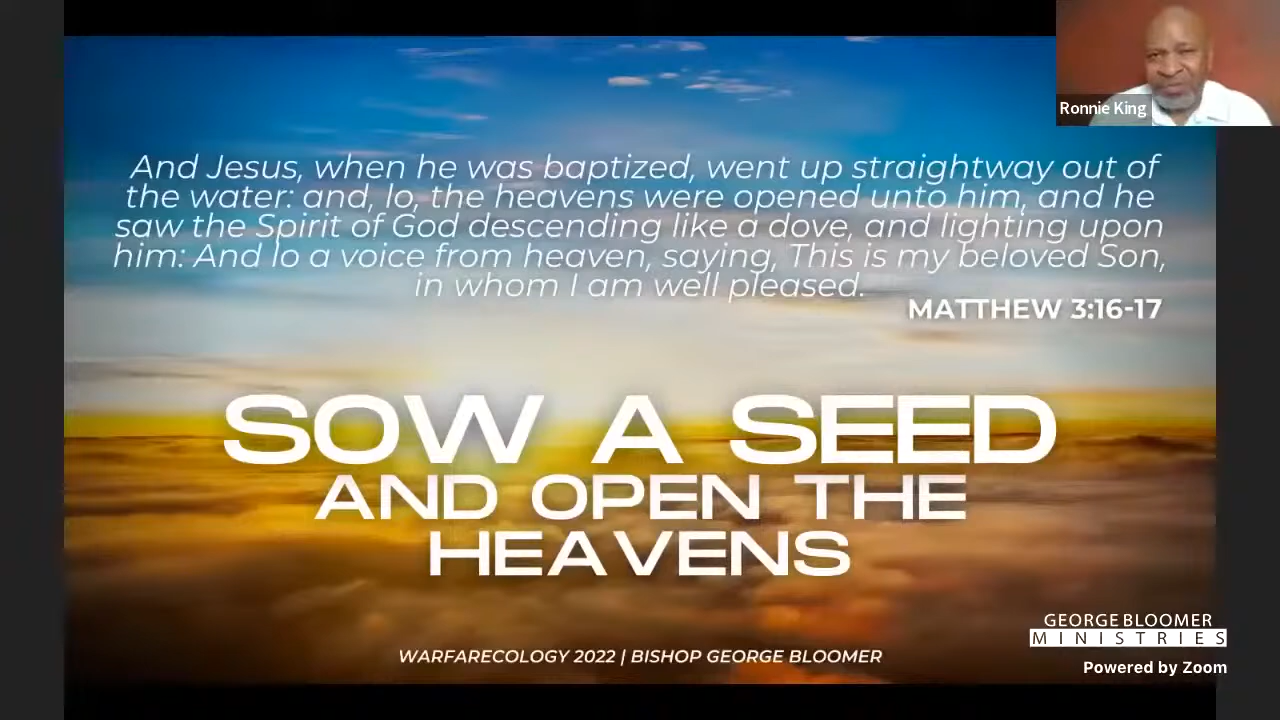 Ronnie King
And Jesus, when he was baptized, went up straightway out of
the water: and, lo, the heavens were opened unto him, and he
saw the Spirit of God descending like a dove, and lighting upon
him: And lo a voice from heaven, saying, This is my beloved Son,
in whom I am well pleased.
MATTHEW 3:16-17
SOW A SEED
AND OPEN THE
HEAVENS
GEORGE BLOOMER
MINISTRIES
WARFARECOLOGY 2022 | BISHOP GEORGE BLOOMER
Powered by Zoom